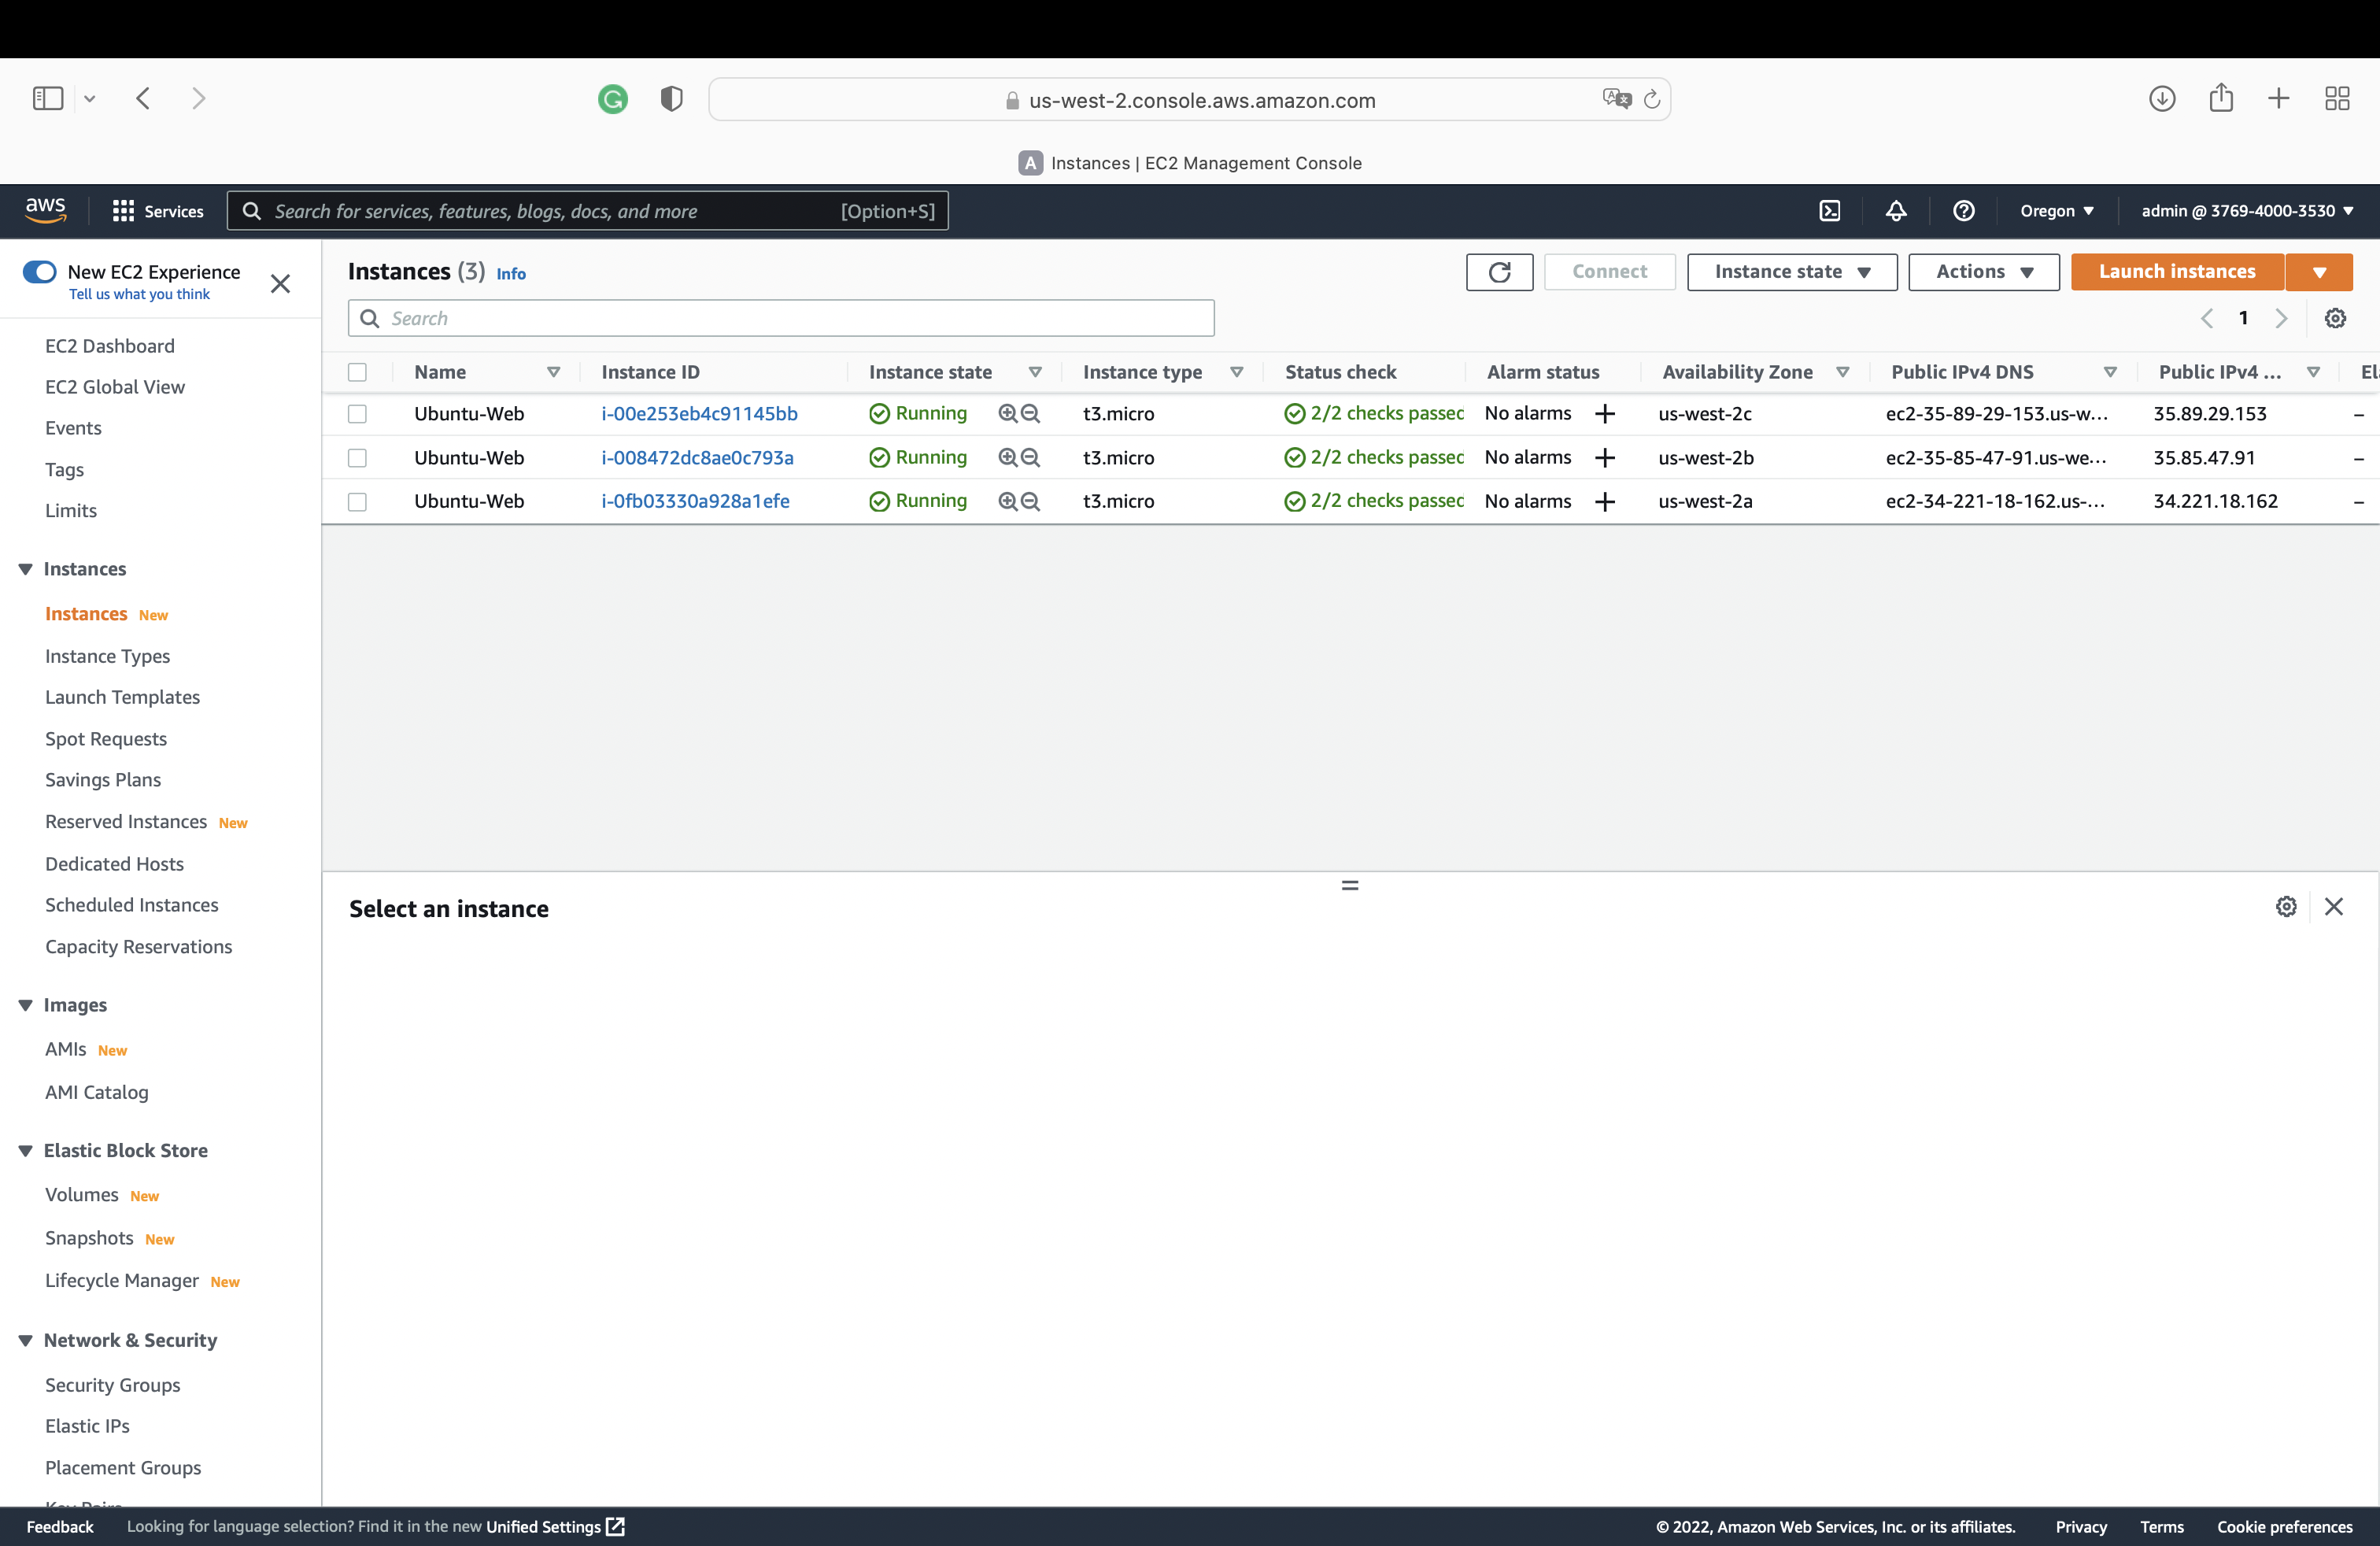 us-west-2.console.aws.amazon.com
A Instances | EC2 Management Console
aws Services Search for services, features, blogs, docs, and more [Option+S] Oregon admin @ 3769-4000-3530
New EC2 Experience
Tell us what you think
EC2 Dashboard
EC2 Global View
Events
Tags
Limits
Instances
Instances New
Instance Types
Launch Templates
Spot Requests
Savings Plans
Reserved Instances New
Dedicated Hosts
Scheduled Instances
Capacity Reservations
Images
AMIs New
AMI Catalog
Elastic Block Store
Volumes New
Snapshots New
Lifecycle Manager New
Network & Security
Security Groups
Elastic IPs
Placement Groups
Instances (3) Info Connect Instance state Actions Launch instances
Search 1
Name Instance ID Instance state Instance type Status check Alarm status Availability Zone Public IPv4 DNS Public IPv4 ...
Ubuntu-Web i-00e253eb4c91145bb Running t3.micro 2/2 checks passed No alarms + us-west-2c ec2-35-89-29-153.us-w... 35.89.29.153 –
Ubuntu-Web i-008472dc8ae0c793a Running t3.micro 2/2 checks passed No alarms + us-west-2b ec2-35-85-47-91.us-we... 35.85.47.91 –
Ubuntu-Web i-0fb03330a928a1efe Running t3.micro 2/2 checks passed No alarms + us-west-2a ec2-34-221-18-162.us-... 34.221.18.162 –
Select an instance
Feedback Looking for language selection? Find it in the new Unified Settings © 2022, Amazon Web Services, Inc. or its affiliates. Privacy Terms Cookie preferences